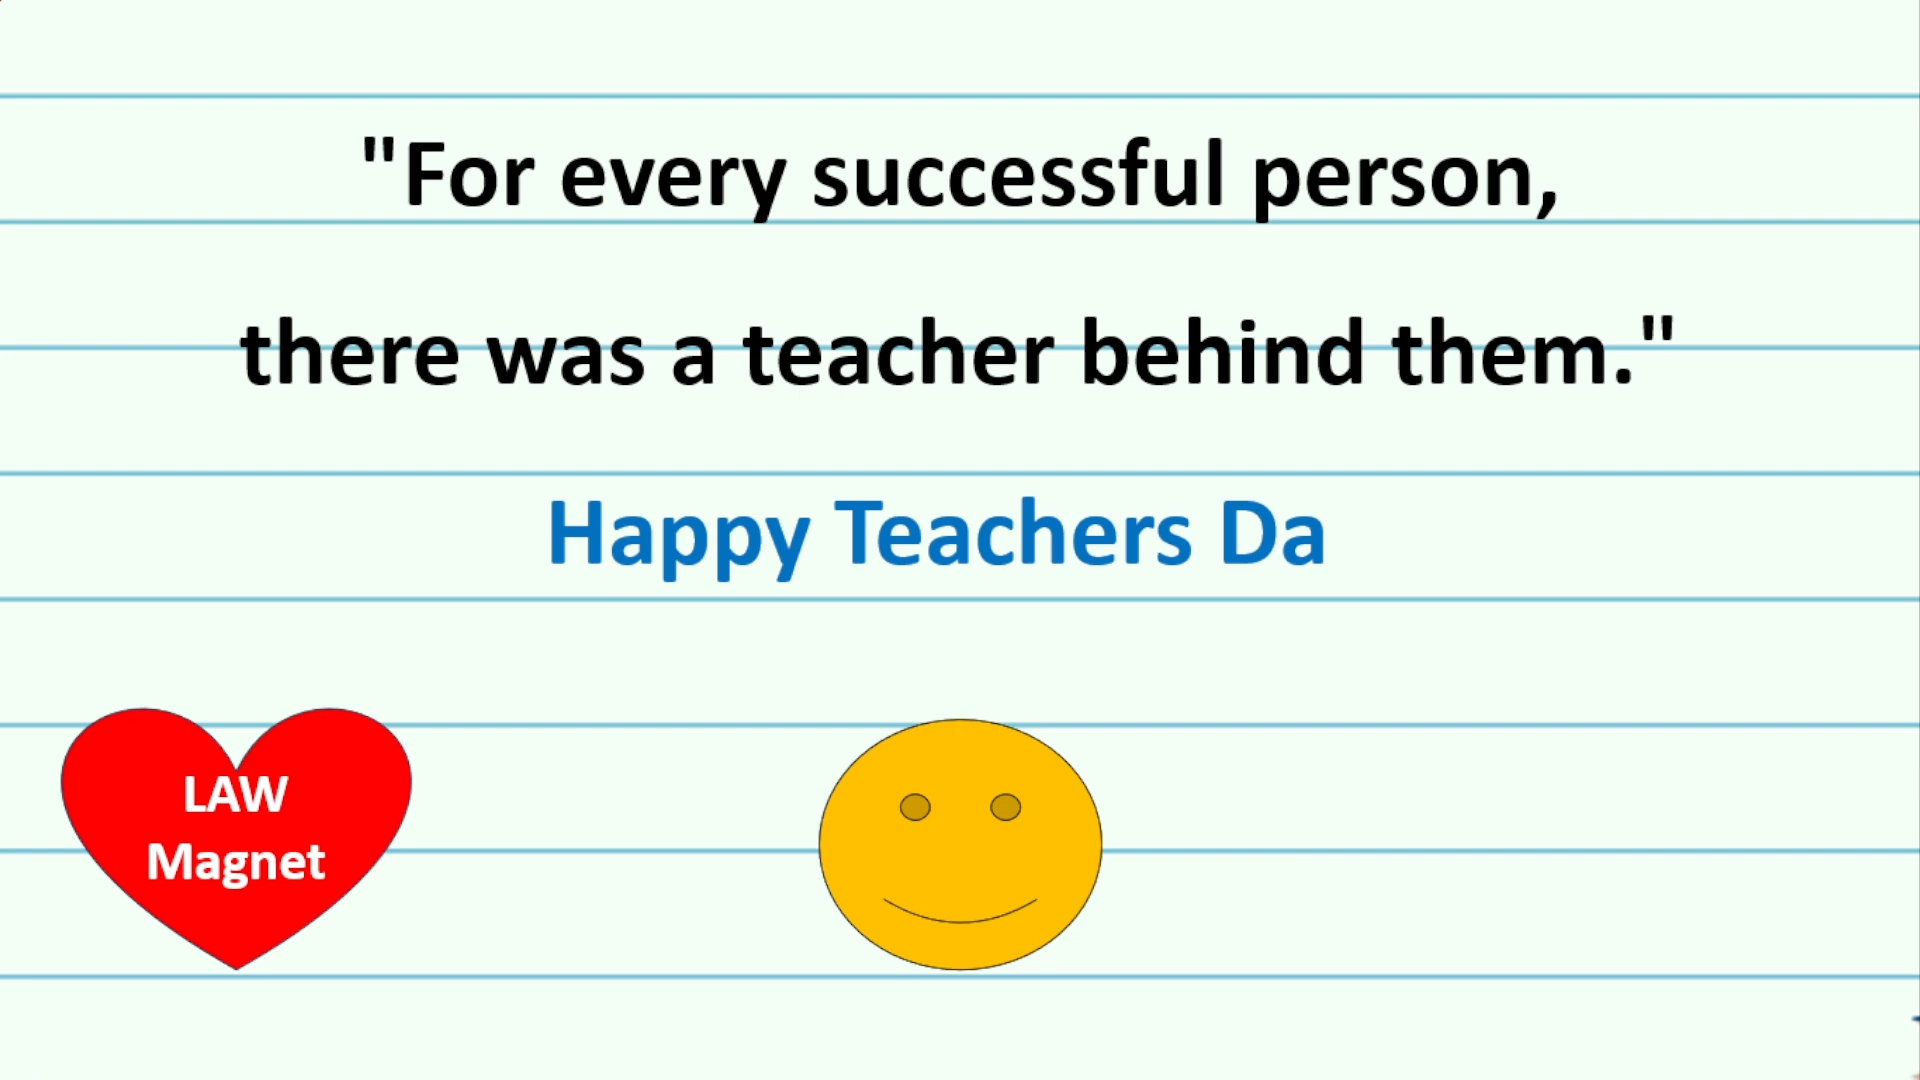 "For every successful person,
there was a teacher behind them."
Happy Teachers Da
LAW
Magnet